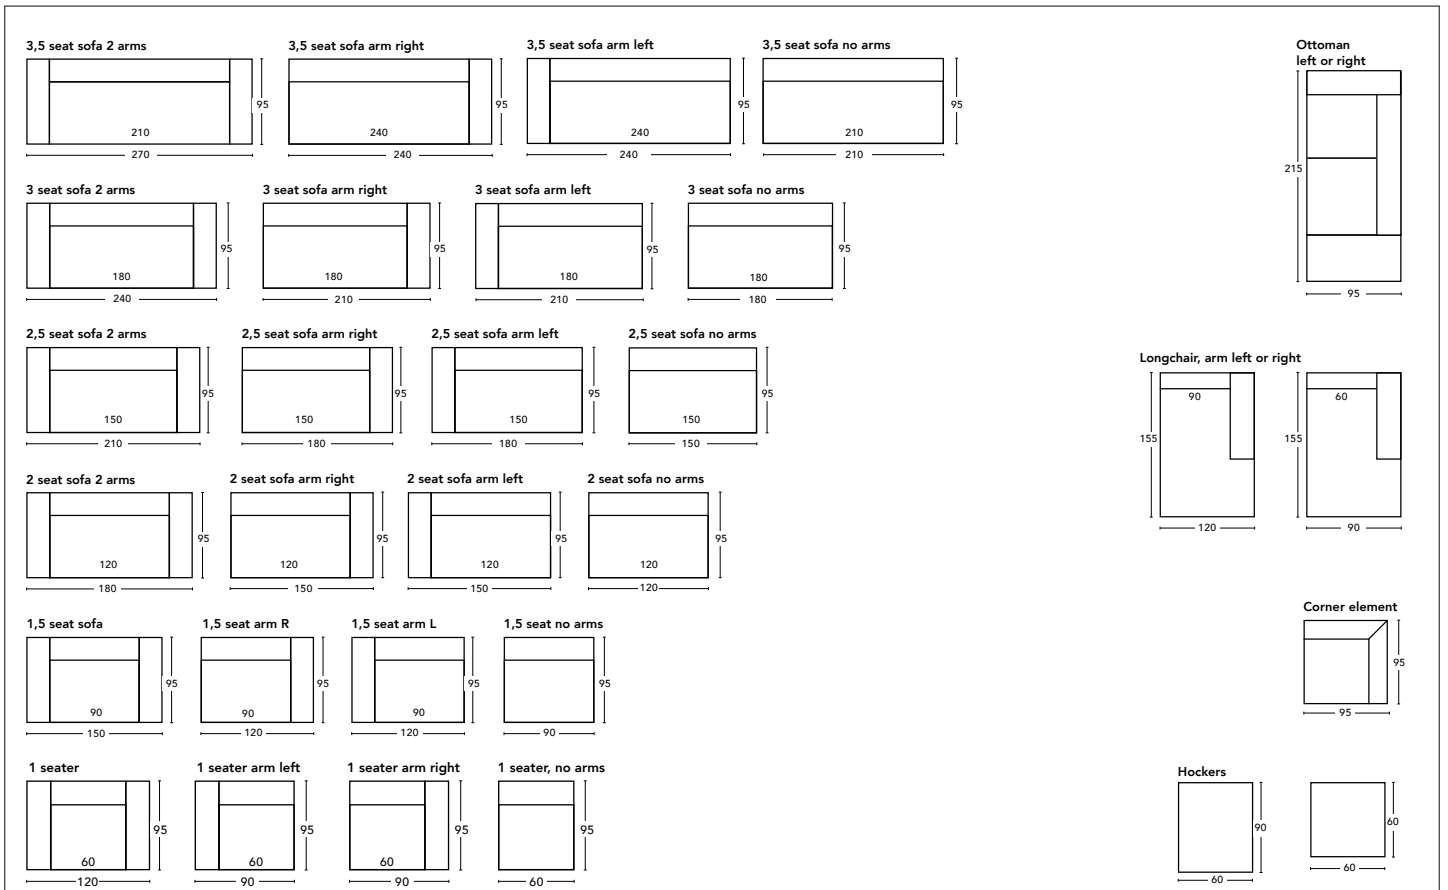 3,5 seat sofa 2 arms
3,5 seat sofa arm right
3,5 seat sofa arm left
3,5 seat sofa no arms
95
95
95
95
210
240
240
210
270
240
240
210
3 seat sofa 2 arms
3 seat sofa arm right
3 seat sofa arm left
3 seat sofa no arms
95
95
95
95
180
180
180
180
240
210
210
180
2,5 seat sofa 2 arms
2,5 seat sofa arm right
2,5 seat sofa arm left
2,5 seat sofa no arms
95
95
95
95
150
150
150
150
210
180
180
150
2 seat sofa 2 arms
2 seat sofa arm right
2 seat sofa arm left
2 seat sofa no arms
95
95
95
95
120
120
120
120
180
150
150
120
1,5 seat sofa
1,5 seat arm R
1,5 seat arm L
1,5 seat no arms
95
95
95
95
90
90
90
150
120
120
90
1 seater
1 seater arm left
1 seater arm right
1 seater, no arms
95
95
95
95
60
60
60
120
90
90
60
Ottoman
left or right
215
95
Longchair, arm left or right
90
60
155
155
120
90
Corner element
95
95
Hockers
90
60
60
60